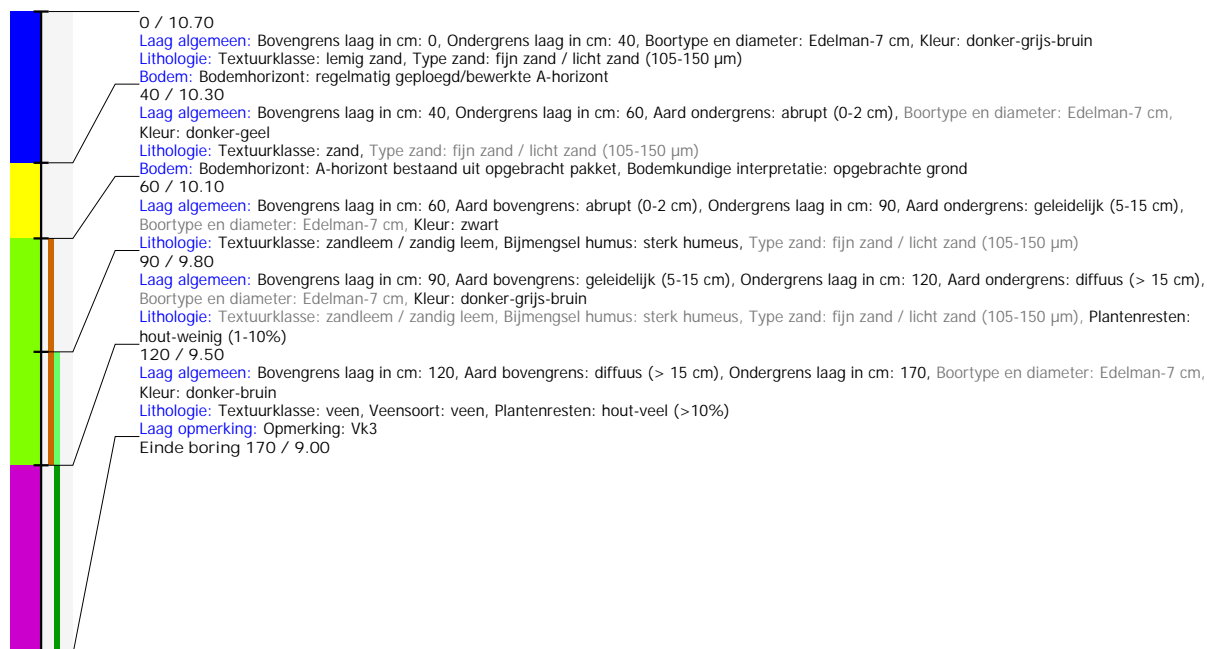 0 / 10.70
Laag algemeen: Bovengrens laag in cm: 0, Ondergrens laag in cm: 40, Boortype en diameter: Edelman-7 cm, Kleur: donker-grijs-bruin
Lithologie: Textuurklasse: lemig zand, Type zand: fijn zand / licht zand (105-150 µm)
Bodem: Bodemhorizont: regelmatig geploegd/bewerkte A-horizont
40 / 10.30
Laag algemeen: Bovengrens laag in cm: 40, Ondergrens laag in cm: 60, Aard ondergrens: abrupt (0-2 cm), Boortype en diameter: Edelman-7 cm,
Kleur: donker-geel
Lithologie: Textuurklasse: zand, Type zand: fijn zand / licht zand (105-150 µm)
Bodem: Bodemhorizont: A-horizont bestaand uit opgebracht pakket, Bodemkundige interpretatie: opgebrachte grond
60 / 10.10
Laag algemeen: Bovengrens laag in cm: 60, Aard bovengrens: abrupt (0-2 cm), Ondergrens laag in cm: 90, Aard ondergrens: geleidelijk (5-15 cm),
Boortype en diameter: Edelman-7 cm, Kleur: zwart
Lithologie: Textuurklasse: zandleem / zandig leem, Bijmengsel humus: sterk humeus, Type zand: fijn zand / licht zand (105-150 µm)
90 / 9.80
Laag algemeen: Bovengrens laag in cm: 90, Aard bovengrens: geleidelijk (5-15 cm), Ondergrens laag in cm: 120, Aard ondergrens: diffuus (> 15 cm),
Boortype en diameter: Edelman-7 cm, Kleur: donker-grijs-bruin
Lithologie: Textuurklasse: zandleem / zandig leem, Bijmengsel humus: sterk humeus, Type zand: fijn zand / licht zand (105-150 µm), Plantenresten:
hout-weinig (1-10%)
120 / 9.50
Laag algemeen: Bovengrens laag in cm: 120, Aard bovengrens: diffuus (> 15 cm), Ondergrens laag in cm: 170, Boortype en diameter: Edelman-7 cm,
Kleur: donker-bruin
Lithologie: Textuurklasse: veen, Veensoort: veen, Plantenresten: hout-veel (>10%)
Laag opmerking: Opmerking: Vk3
Einde boring 170 / 9.00